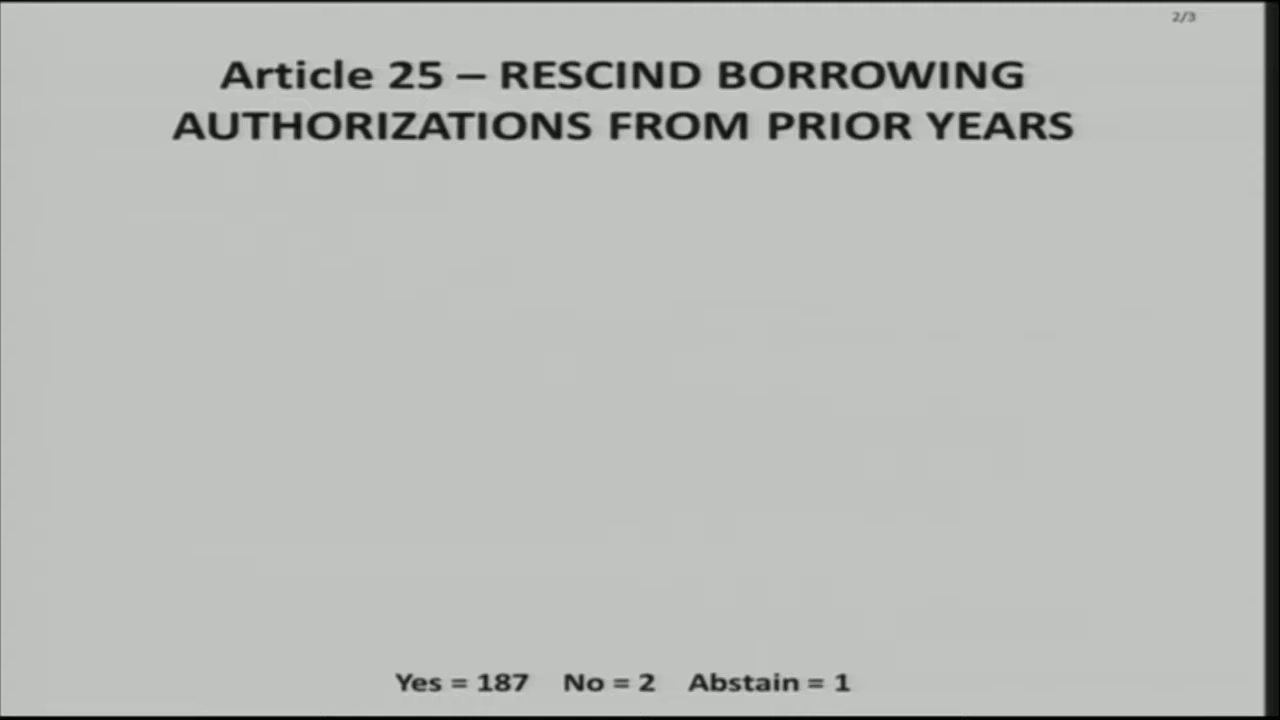 2/3
Article 25 – RESCIND BORROWING
AUTHORIZATIONS FROM PRIOR YEARS
Yes = 187 No = 2 Abstain = 1